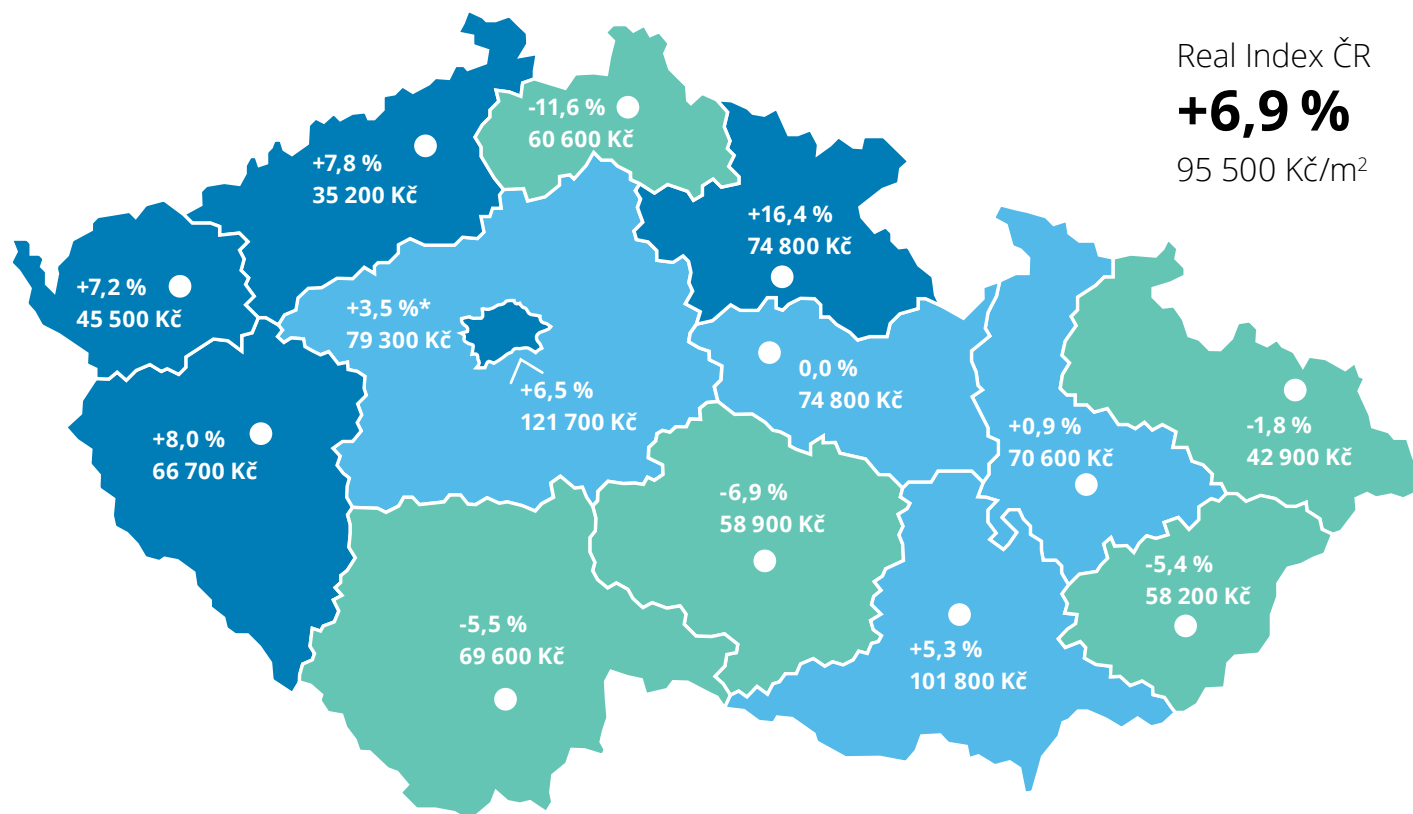 Real Index ČR
+6,9 %
95 500 Kč/m²
-11,6 %
60 600 Kč
+7,8 %
35 200 Kč
+16,4 %
74 800 Kč
+7,2 %
45 500 Kč
+3,5 %*
79 300 Kč
+6,5 %
121 700 Kč
0,0 %
74 800 Kč
+8,0 %
66 700 Kč
+0,9 %
70 600 Kč
-1,8 %
42 900 Kč
-6,9 %
58 900 Kč
-5,4 %
58 200 Kč
-5,5 %
69 600 Kč
+5,3 %
101 800 Kč